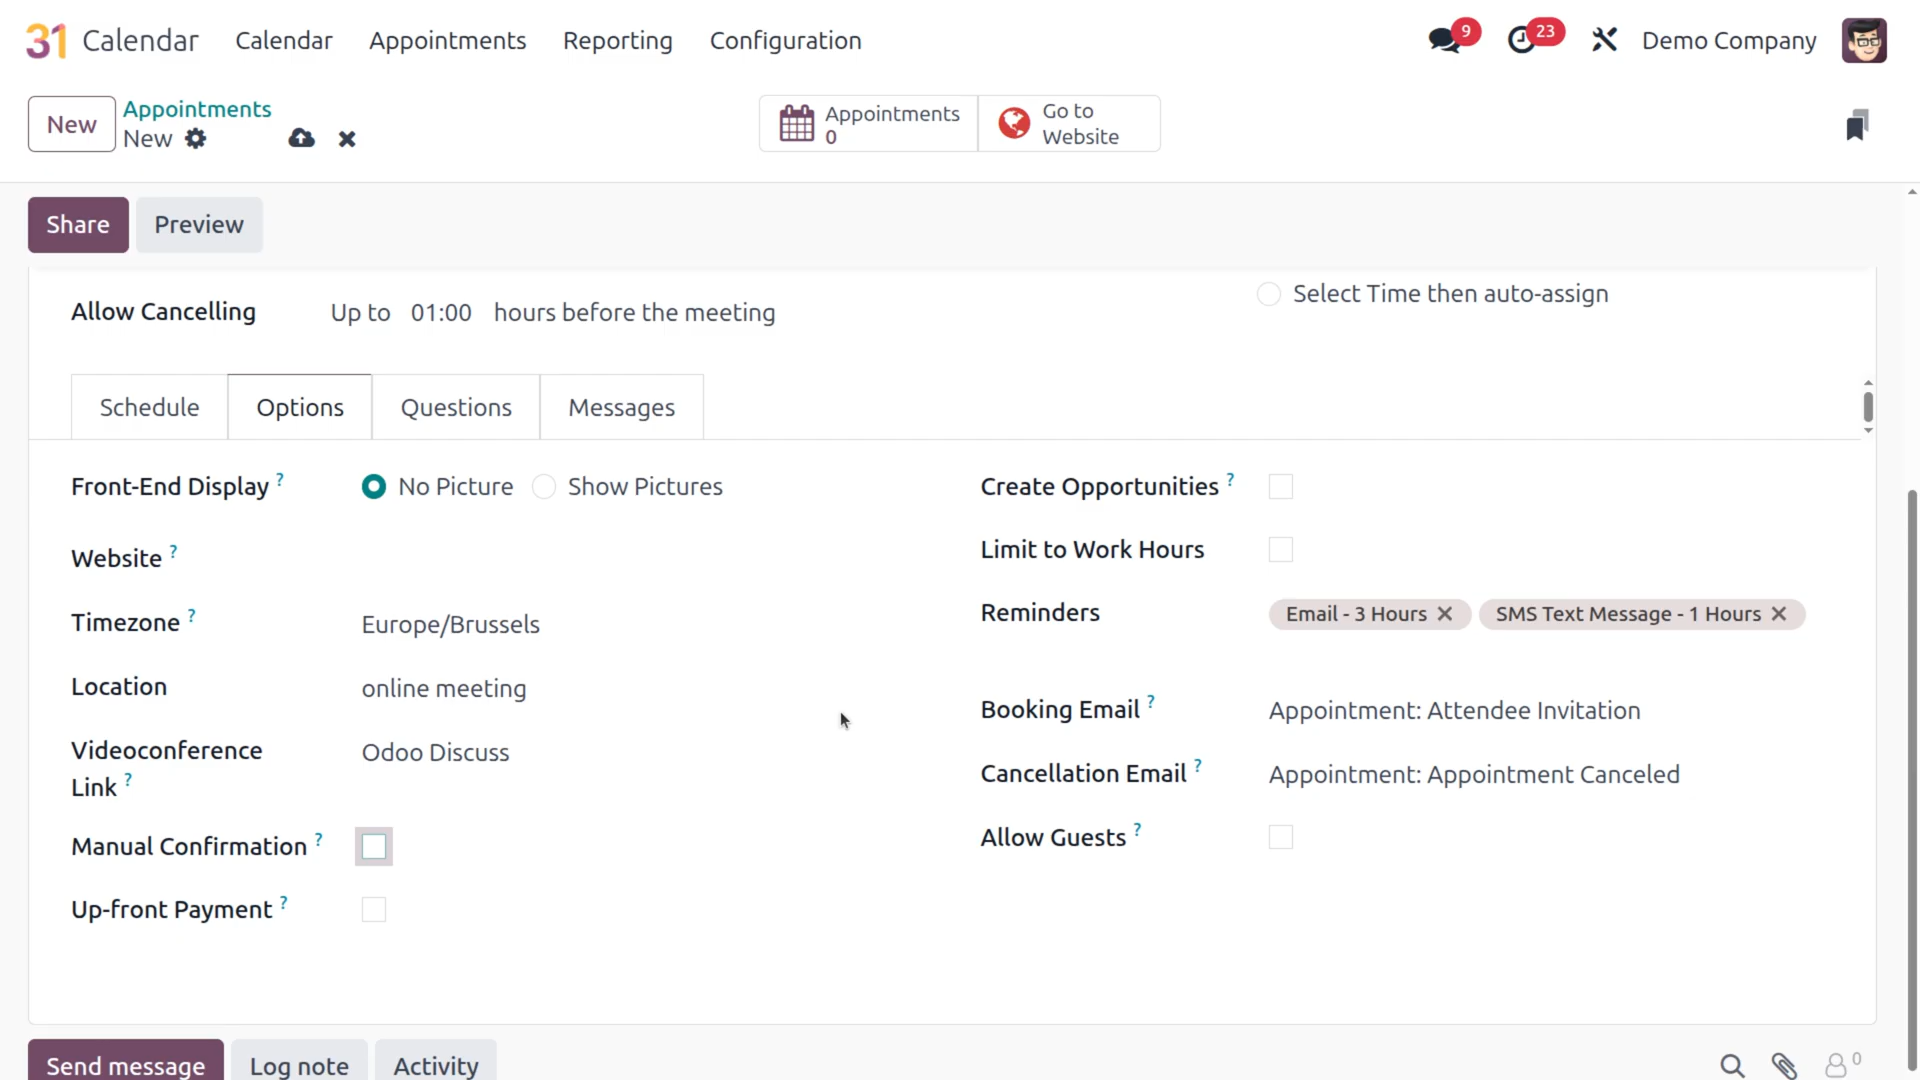 31 Calendar Calendar Appointments Reporting Configuration 9 23 Demo Company
New Appointments
New
Appointments
0
Go to
Website
Share Preview
Allow Cancelling Up to 01:00 hours before the meeting
Select Time then auto-assign
Schedule Options Questions Messages
Front-End Display ? No Picture Show Pictures
Website ?
Timezone ? Europe/Brussels
Location online meeting
Videoconference
Link ? Odoo Discuss
Manual Confirmation ?
Up-front Payment ?
Create Opportunities ?
Limit to Work Hours
Reminders Email - 3 Hours SMS Text Message - 1 Hours
Booking Email ? Appointment: Attendee Invitation
Cancellation Email ? Appointment: Appointment Canceled
Allow Guests ?
Send message Log note Activity 0